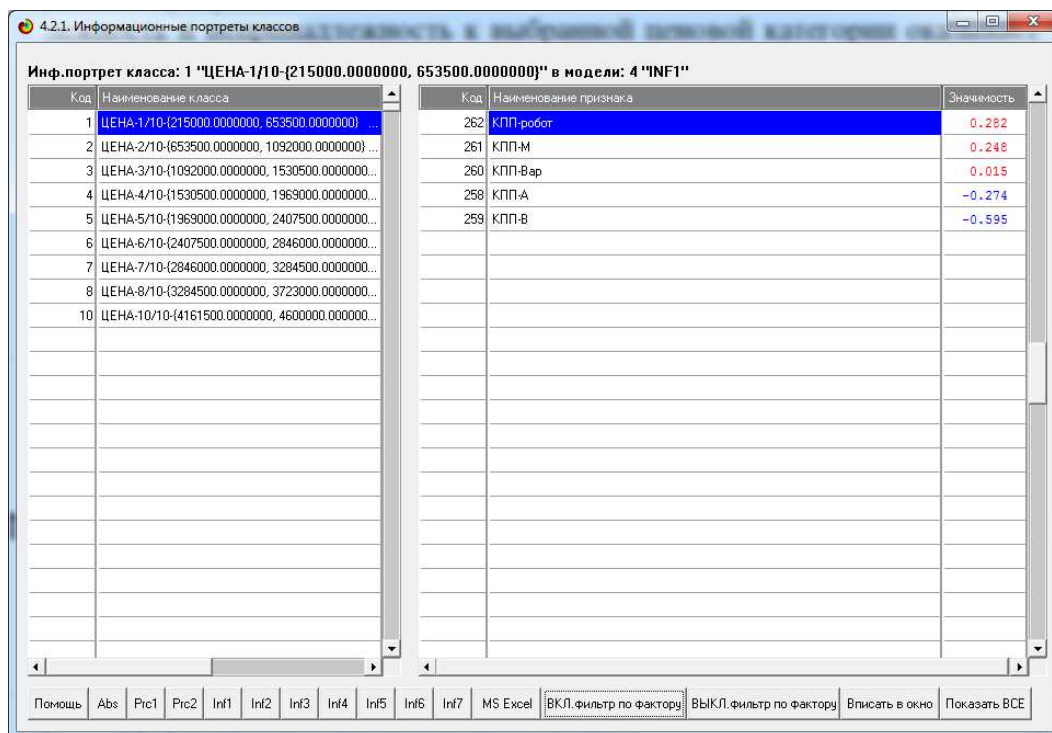 4.2.1. Информационные портреты классов
Инф.портрет класса: 1 "ЦЕНА-1/10-{215000.0000000, 653500.0000000}" в модели: 4 "INF1"
Код Наименование класса
1 ЦЕНА-1/10-{215000.0000000, 653500.0000000} ...
2 ЦЕНА-2/10-{653500.0000000, 1092000.0000000} ...
3 ЦЕНА-3/10-{1092000.0000000, 1530500.0000000...
4 ЦЕНА-4/10-{1530500.0000000, 1969000.0000000...
5 ЦЕНА-5/10-{1969000.0000000, 2407500.0000000...
6 ЦЕНА-6/10-{2407500.0000000, 2846000.0000000...
7 ЦЕНА-7/10-{2846000.0000000, 3284500.0000000...
8 ЦЕНА-8/10-{3284500.0000000, 3723000.0000000...
10 ЦЕНА-10/10-{4161500.0000000, 4600000.000000...
Код Наименование признака Значимость
262 КПП-робот 0.282
261 КПП-М 0.248
260 КПП-Вар 0.015
258 КПП-А -0.274
259 КПП-В -0.595
Помощь Abs Prc1 Prc2 Inf1 Inf2 Inf3 Inf4 Inf5 Inf6 Inf7 MS Excel ВКЛ.фильтр по фактору ВЫКЛ.фильтр по фактору Вписать в окно Показать ВСЕ